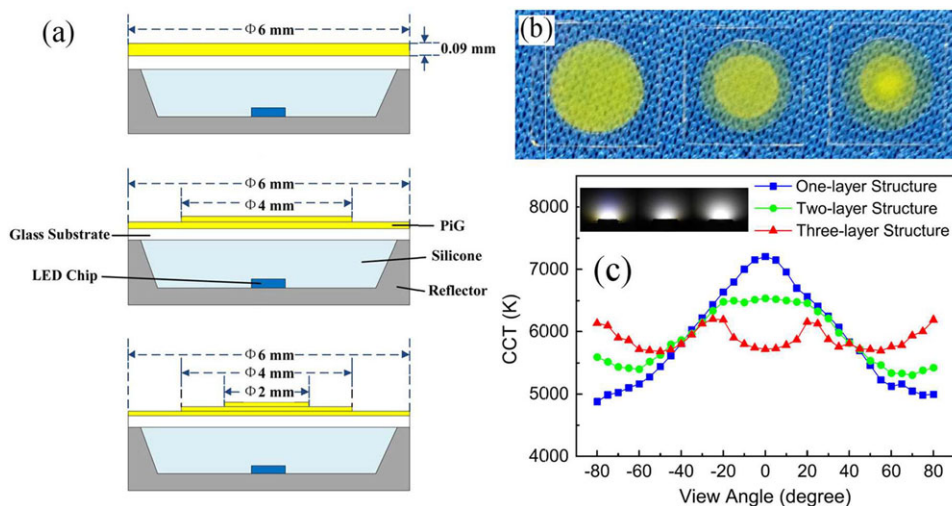 (a)
Φ6 mm
0.09 mm
Φ6 mm
Φ4 mm
Glass Substrate
PiG
Silicone
LED Chip
Reflector
Φ6 mm
Φ4 mm
Φ2 mm
(b)
One-layer Structure
Two-layer Structure
Three-layer Structure
(c)
CCT (K)
8000
7000
6000
5000
4000
-80 -60 -40 -20 0 20 40 60 80
View Angle (degree)